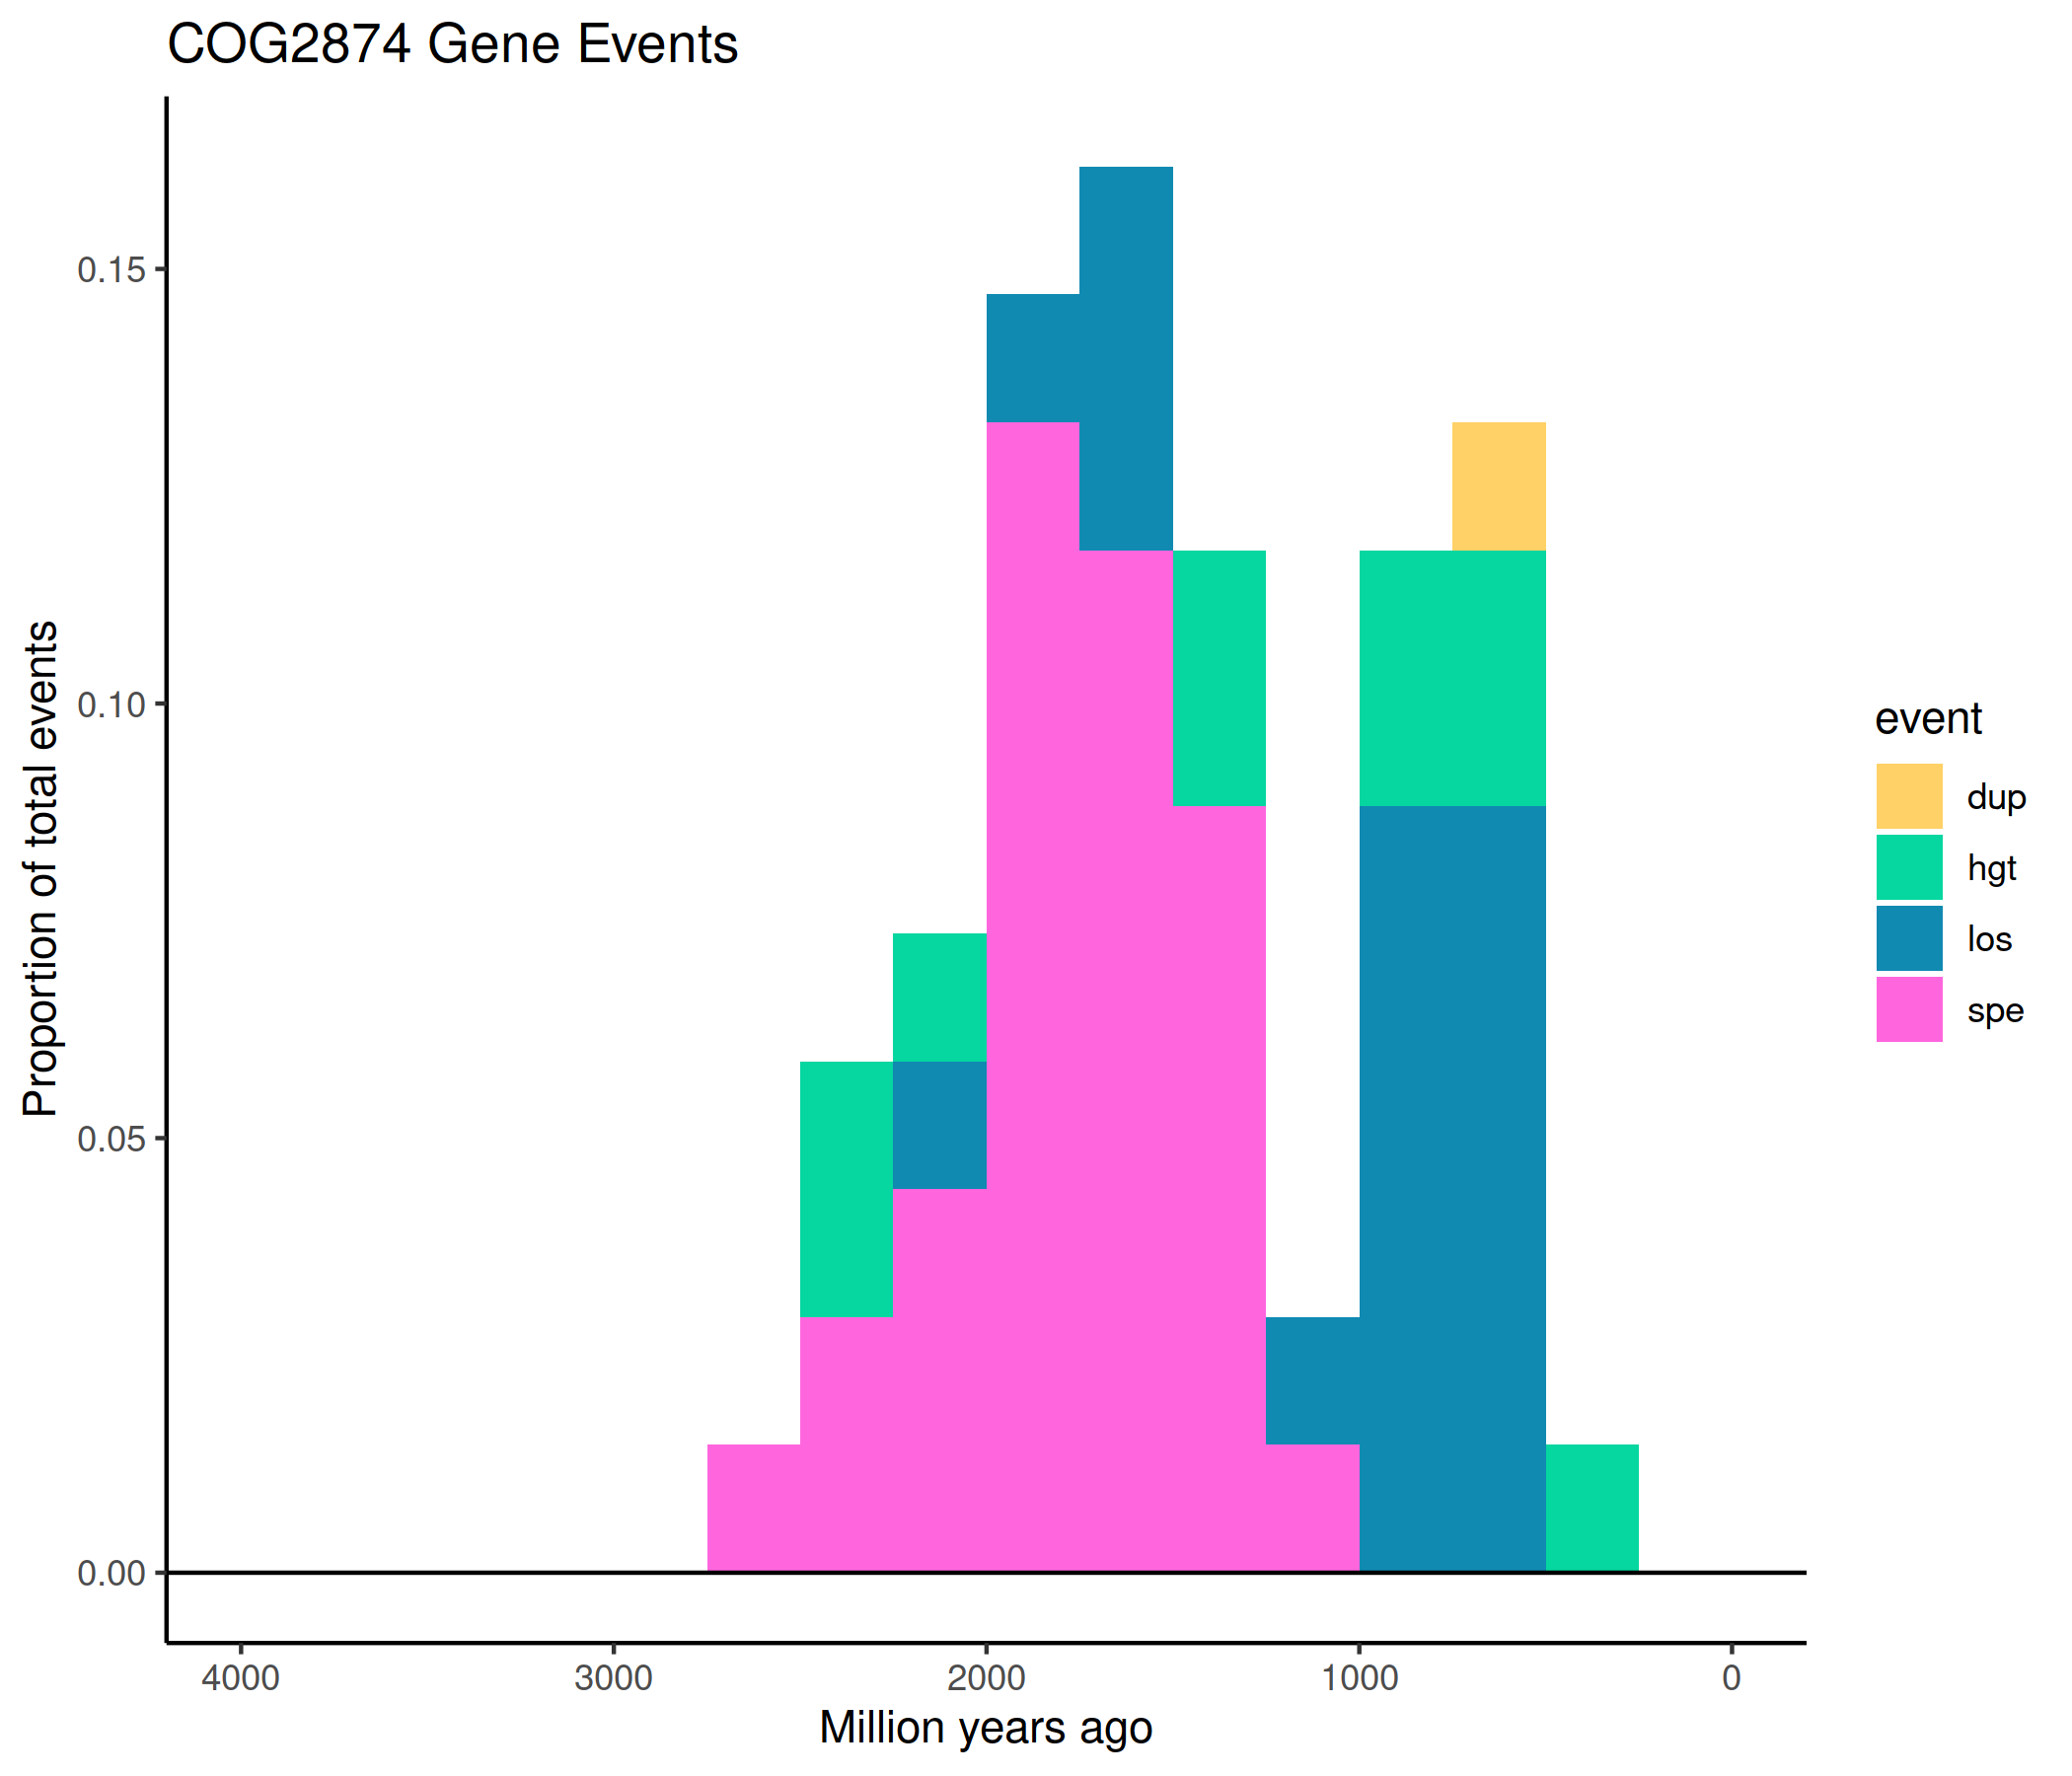 COG2874 Gene Events
Proportion of total events
0.15
0.10
0.05
0.00
4000 3000 2000 1000 0
Million years ago
event
dup
hgt
los
spe